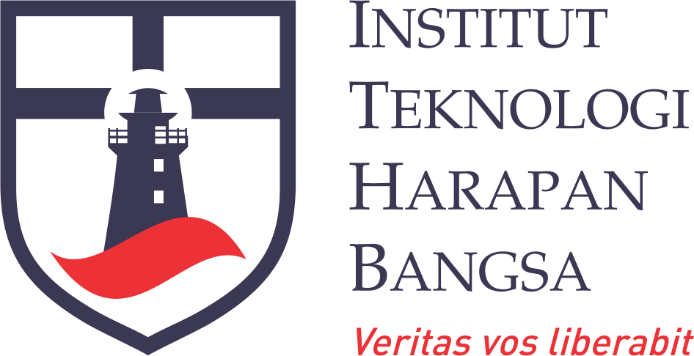 INSTITUT
TEKNOLOGI
HARAPAN
BANGSA
Veritas vos liberabit